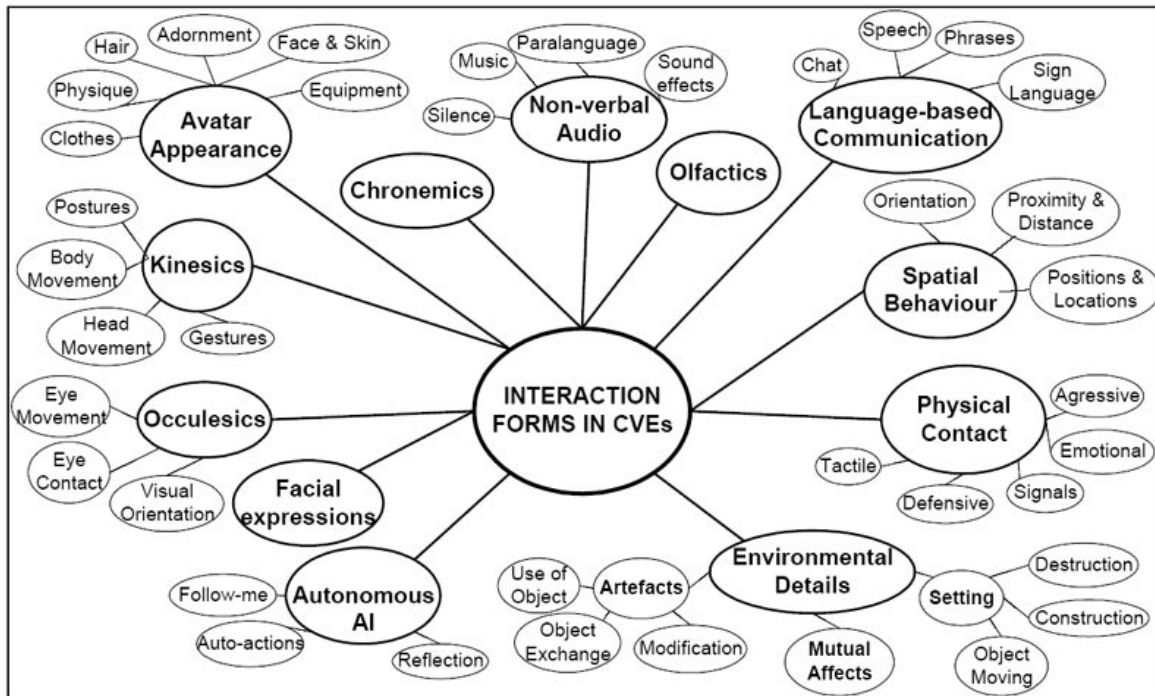 Adornment
Hair
Face & Skin
Physique
Equipment
Clothes
Avatar
Appearance
Paralanguage
Music
Sound
effects
Silence
Non-verbal
Audio
Speech
Phrases
Chat
Sign
Language
Language-based
Communication
Chronemics
Olfactics
Postures
Body
Movement
Head
Movement
Gestures
Kinesics
Orientation
Proximity &
Distance
Positions &
Locations
Spatial
Behaviour
INTERACTION
FORMS IN CVEs
Eye
Movement
Eye
Contact
Visual
Orientation
Occulesics
Facial
expressions
Physical
Contact
Agressive
Emotional
Tactile
Defensive
Signals
Follow-me
Auto-actions
Reflection
Autonomous
AI
Environmental
Details
Use of
Object
Artefacts
Object
Exchange
Modification
Mutual
Affects
Setting
Destruction
Construction
Object
Moving